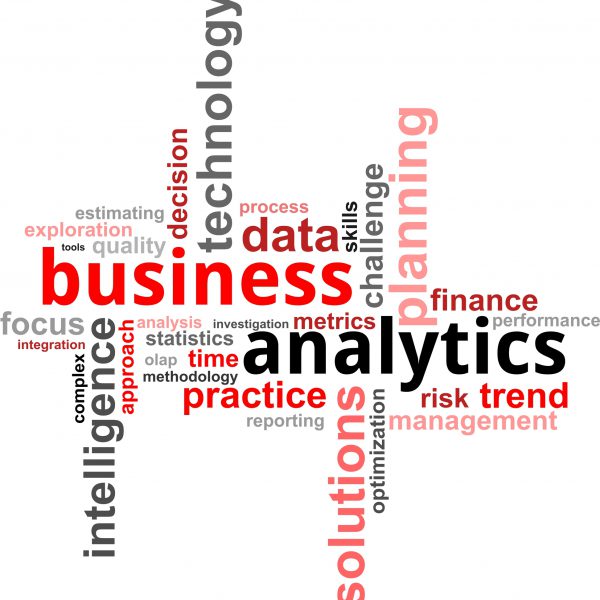 technology
decision
planning
process
estimating
exploration
tools
quality
data
skills
challenge
business
finance
focus
integration
intelligence
approach
analysis
investigation
metrics
performance
statistics
analytics
olap
time
complex
methodology
practice
risk
trend
reporting
solutions
optimization
management